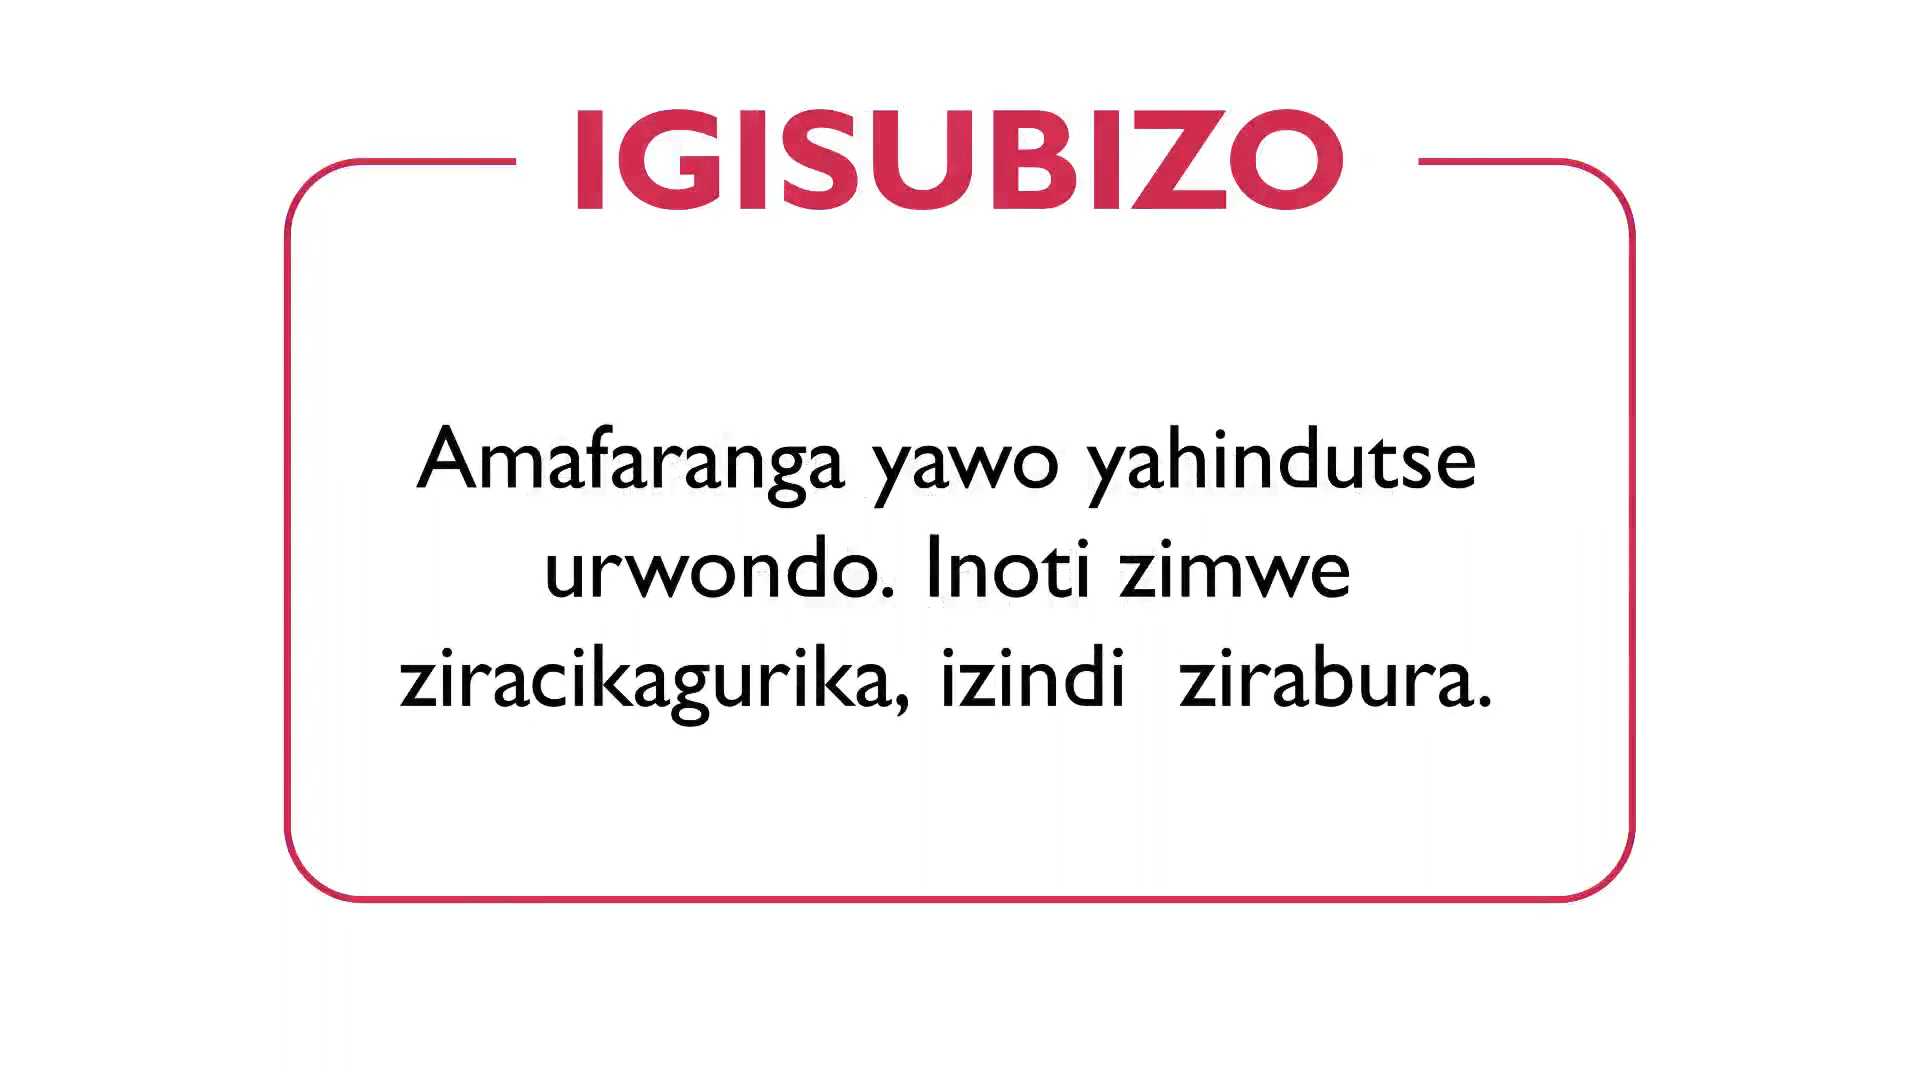 IGISUBIZO
Amafaranga yawo yahindutse
urwondo. Inoti zimwe
ziracikagurika, izindi  zirabura.